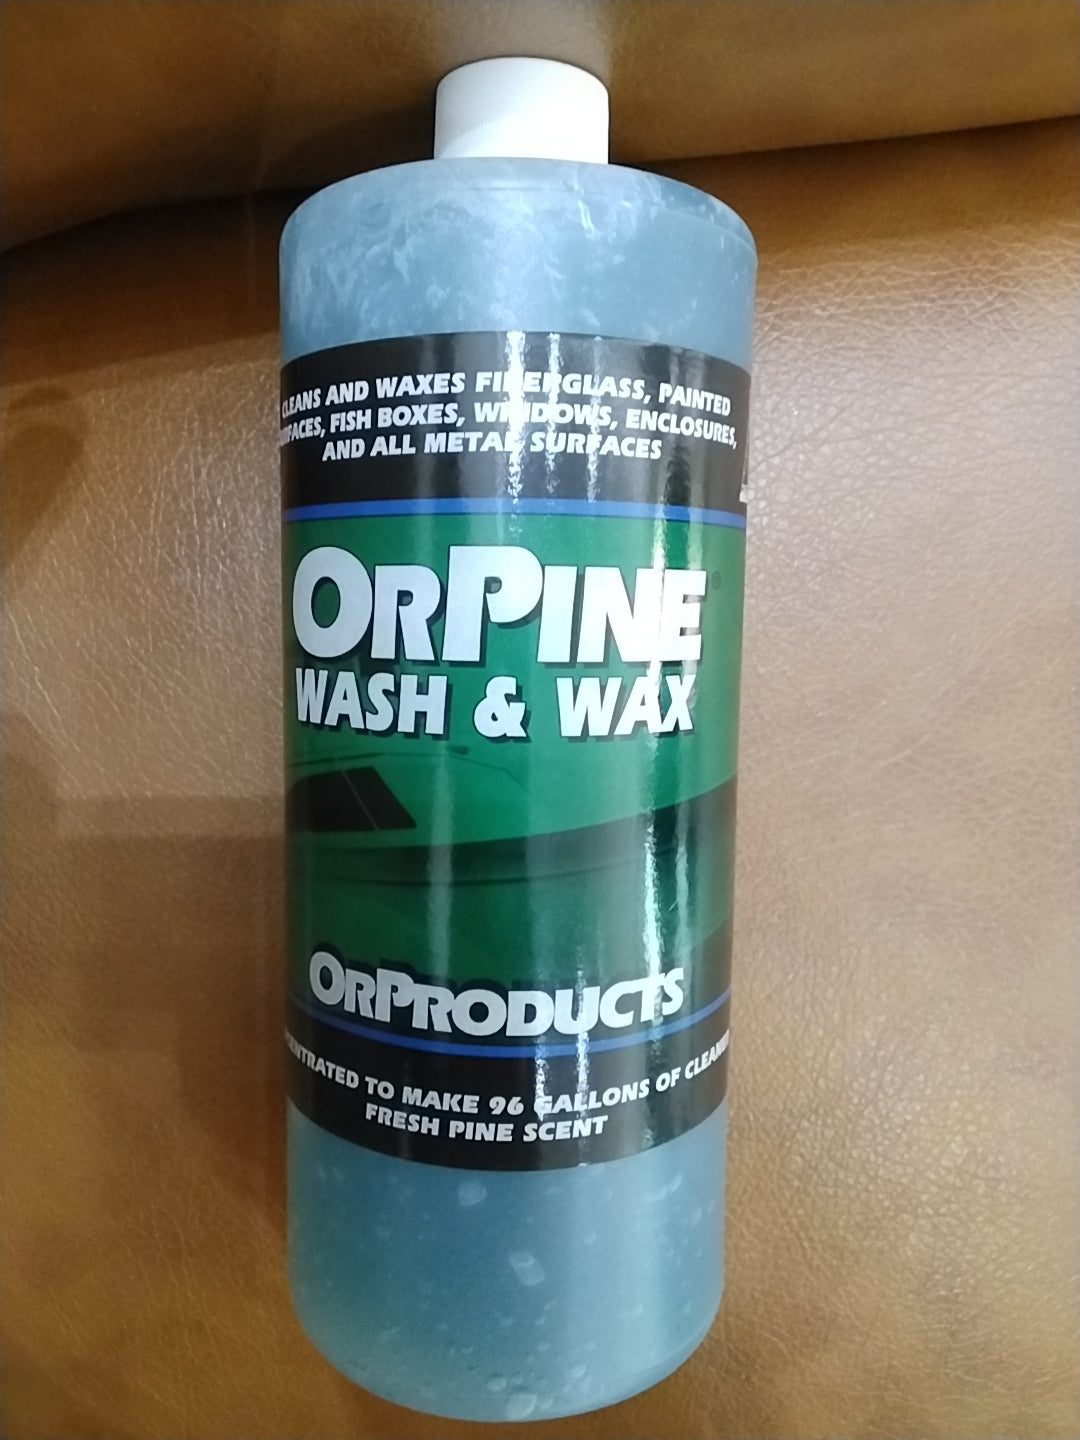 CLEANS AND WAXES FIBERGLASS, PAINTED
FISH BOXES, WINDOWS, ENCLOSURES,
AND ALL METAL SURFACES
ORPINE
WASH & WAX
ORPRODUCTS
TO MAKE 96 GALLONS OF
FRESH PINE SCENT